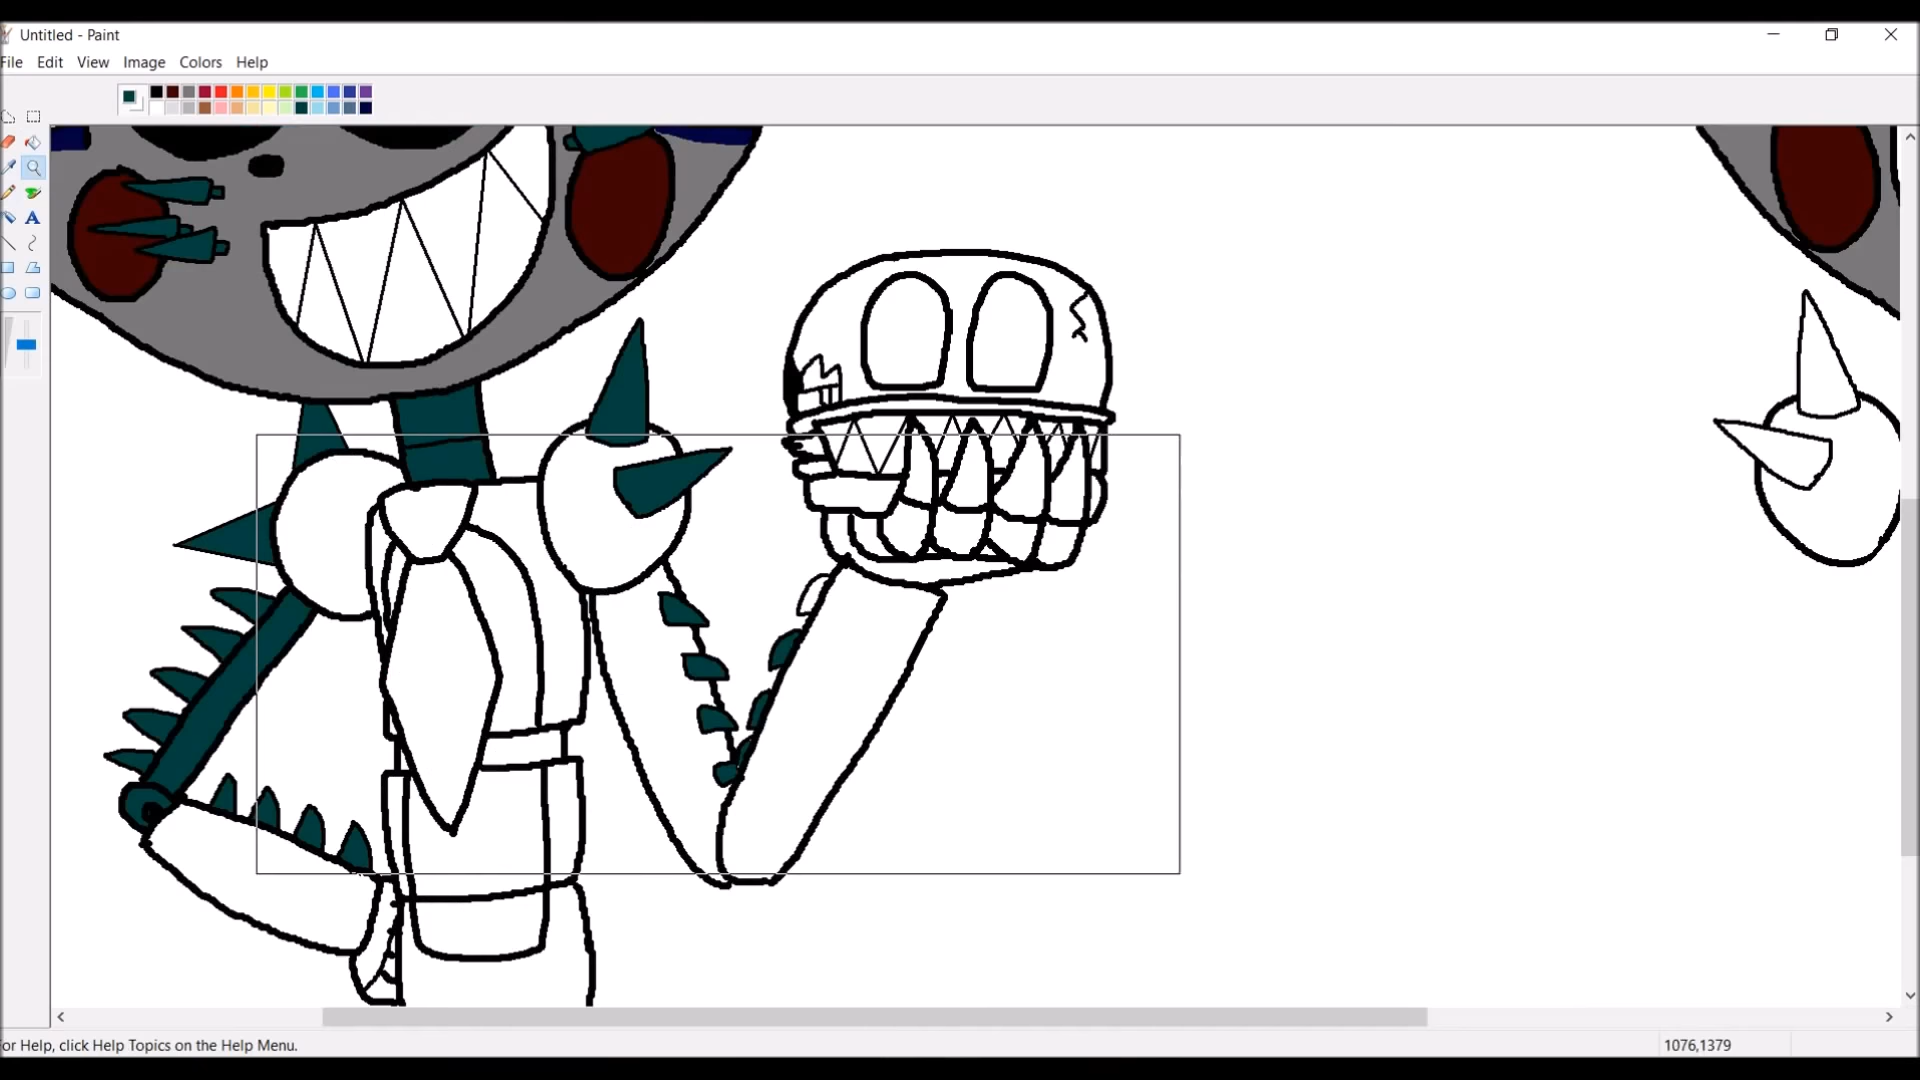 Untitled - Paint
File Edit View Image Colors Help
A
or Help, click Help Topics on the Help Menu.
1076,1379